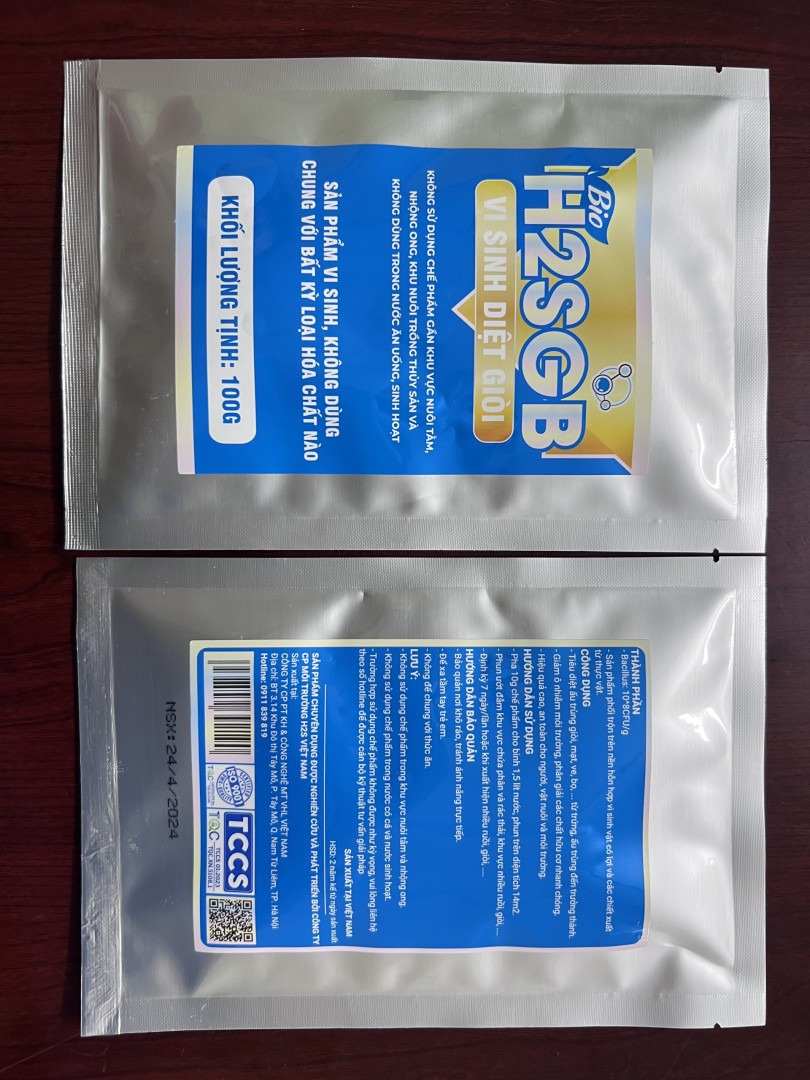 Bio
H2SGB
VI SINH DIỆT GIÒI
KHÔNG SỬ DỤNG CHẾ PHẨM GẦN KHU VỰC NUÔI TẰM,
NHỘNG ONG, KHU NUÔI TRỒNG THỦY SẢN VÀ
KHÔNG DÙNG TRONG NƯỚC ĂN UỐNG, SINH HOẠT
SẢN PHẨM VI SINH, KHÔNG DÙNG
CHUNG VỚI BẤT KỲ LOẠI HÓA CHẤT NÀO
KHỐI LƯỢNG TỊNH: 100G
THÀNH PHẦN
- Bacillus: 10^8CFU/g
- Sản phẩm phối trộn trên nền hỗn hợp vi sinh vật có lợi và các chiết xuất
từ thực vật.
CÔNG DỤNG
- Tiêu diệt ấu trùng giòi, mạt, ve, bọ, ... từ trứng, ấu trùng đến trưởng thành.
- Giảm ô nhiễm môi trường, phân giải các chất hữu cơ nhanh chóng.
- Hiệu quả cao, an toàn cho người, vật nuôi và môi trường.
HƯỚNG DẪN SỬ DỤNG
- Pha 10g chế phẩm cho bình 1,5 lít nước, phun trên diện tích 14m2.
- Phun ướt đẫm khu vực chứa phân và rác thải, khu vực nhiều ruồi, giòi, ....
- Định kỳ 7 ngày/lần hoặc khi xuất hiện nhiều ruồi, giòi, ....
HƯỚNG DẪN BẢO QUẢN
- Bảo quản nơi khô ráo, tránh ánh nắng trực tiếp.
- Để xa tầm tay trẻ em.
- Không để chung với thức ăn.
LƯU Ý:
- Không sử dụng chế phẩm trong khu vực nuôi tằm và nhộng ong.
- Không sử dụng chế phẩm trong nước có cá và nước sinh hoạt.
- Trường hợp sử dụng chế phẩm không được như kỳ vọng, vui lòng liên hệ
theo số hotline để được cán bộ kỹ thuật tư vấn giải pháp.
SẢN XUẤT TẠI VIỆT NAM
HSD: 2 năm kể từ ngày sản xuất
SẢN PHẨM CHUYÊN DỤNG ĐƯỢC NGHIÊN CỨU VÀ PHÁT TRIỂN BỞI CÔNG TY
CP MÔI TRƯỜNG H2S VIỆT NAM
Sản xuất tại:
CÔNG TY CP PT KH & CÔNG NGHỆ MT VHL VIỆT NAM
Địa chỉ: BT 3.14 Khu Đô thị Tây Mỗ, P. Tây Mỗ, Q. Nam Từ Liêm, TP. Hà Nội
Hotline: 0911 839 819
ISO 9001
TQC
TCCS
TCCS 01:2023
NSX: 24/4/2024